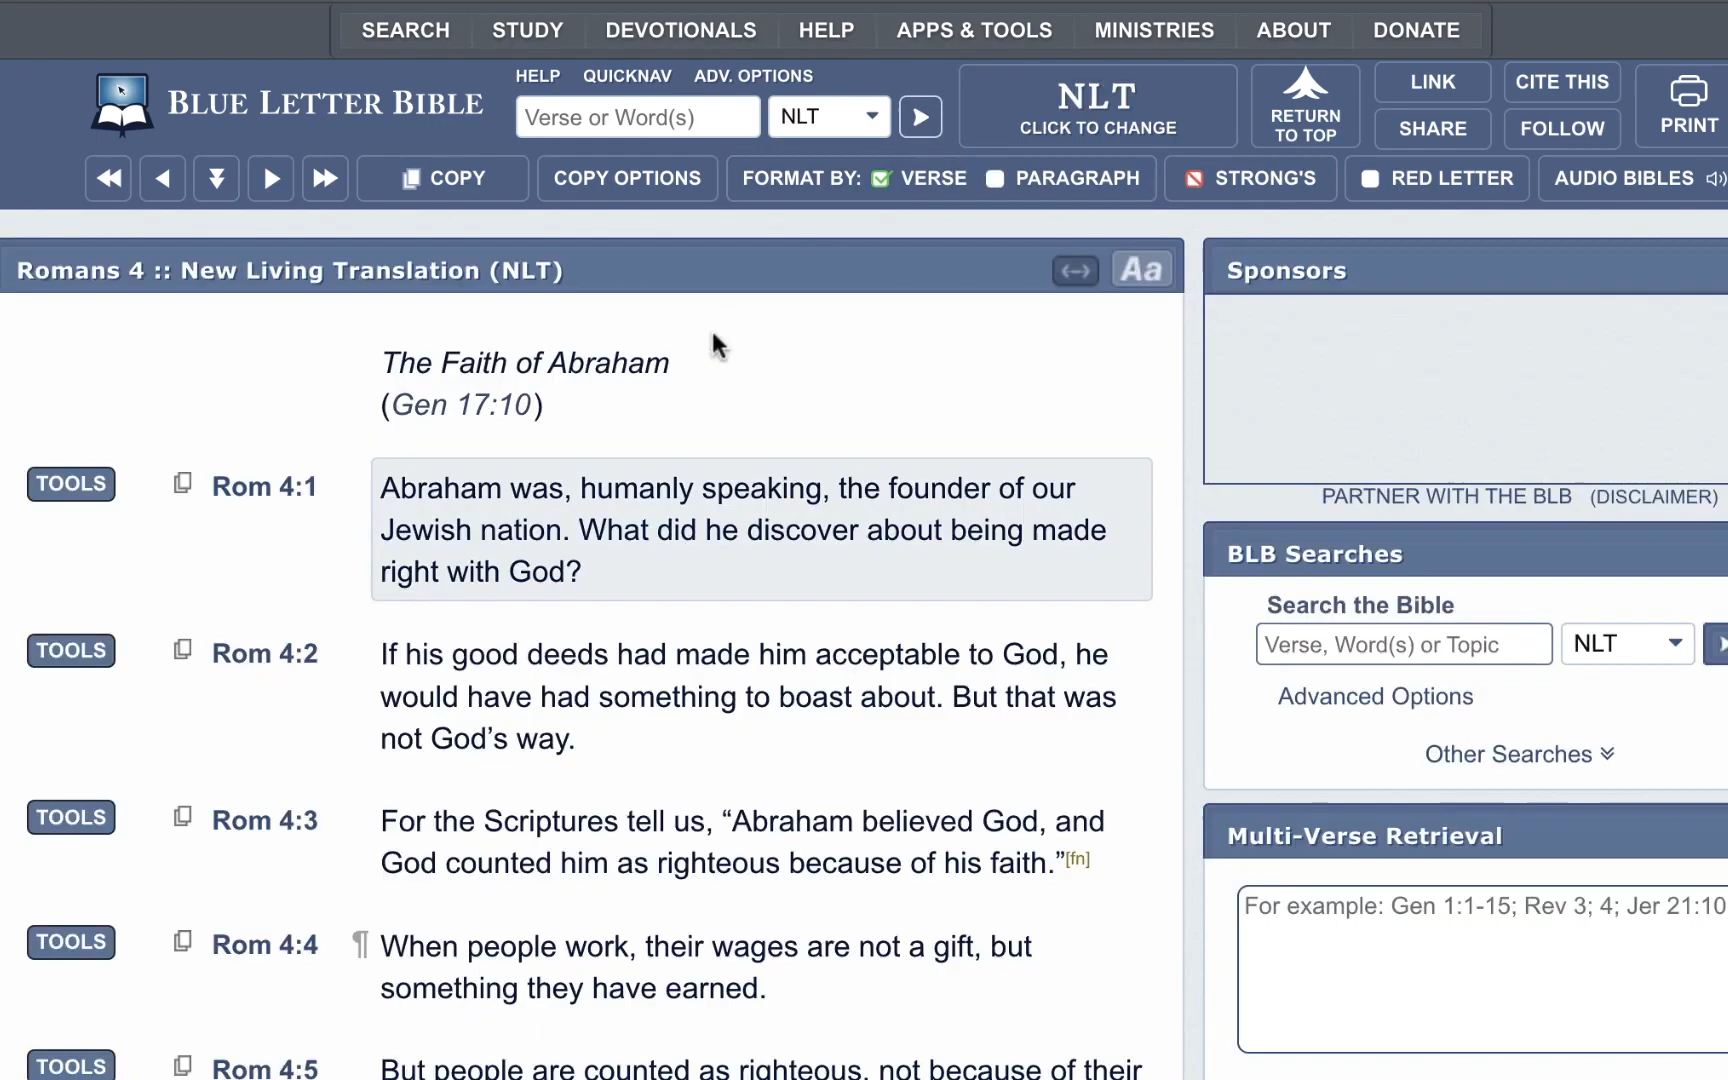 SEARCH STUDY DEVOTIONALS HELP APPS & TOOLS MINISTRIES ABOUT DONATE
BLUE LETTER BIBLE
HELP QUICKNAV ADV. OPTIONS
Verse or Word(s) NLT
NLT
CLICK TO CHANGE
RETURN
TO TOP
LINK CITE THIS
SHARE FOLLOW
PRINT
COPY COPY OPTIONS FORMAT BY: VERSE PARAGRAPH STRONG'S RED LETTER AUDIO BIBLES
Romans 4 :: New Living Translation (NLT)
Aa
The Faith of Abraham
(Gen 17:10)
TOOLS Rom 4:1 Abraham was, humanly speaking, the founder of our
Jewish nation. What did he discover about being made
right with God?
TOOLS Rom 4:2 If his good deeds had made him acceptable to God, he
would have had something to boast about. But that was
not God’s way.
TOOLS Rom 4:3 For the Scriptures tell us, “Abraham believed God, and
God counted him as righteous because of his faith.”[fn]
TOOLS Rom 4:4 ¶ When people work, their wages are not a gift, but
something they have earned.
TOOLS Rom 4:5 But people are counted as righteous, not because of their
Sponsors
PARTNER WITH THE BLB (DISCLAIMER)
BLB Searches
Search the Bible
Verse, Word(s) or Topic NLT
Advanced Options
Other Searches
Multi-Verse Retrieval
For example: Gen 1:1-15; Rev 3; 4; Jer 21:10